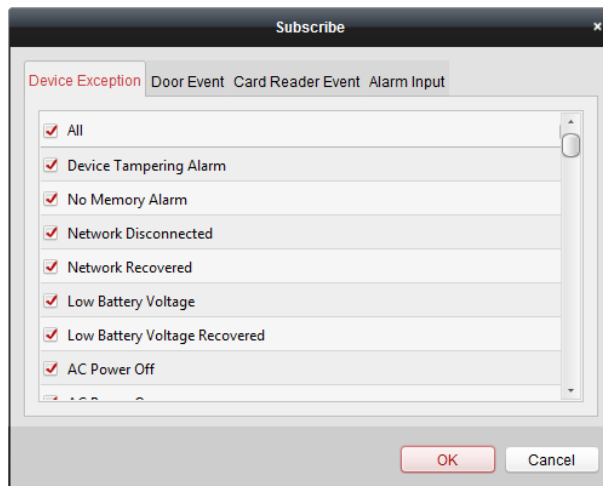 Subscribe
Device Exception Door Event Card Reader Event Alarm Input
All
Device Tampering Alarm
No Memory Alarm
Network Disconnected
Network Recovered
Low Battery Voltage
Low Battery Voltage Recovered
AC Power Off
OK Cancel